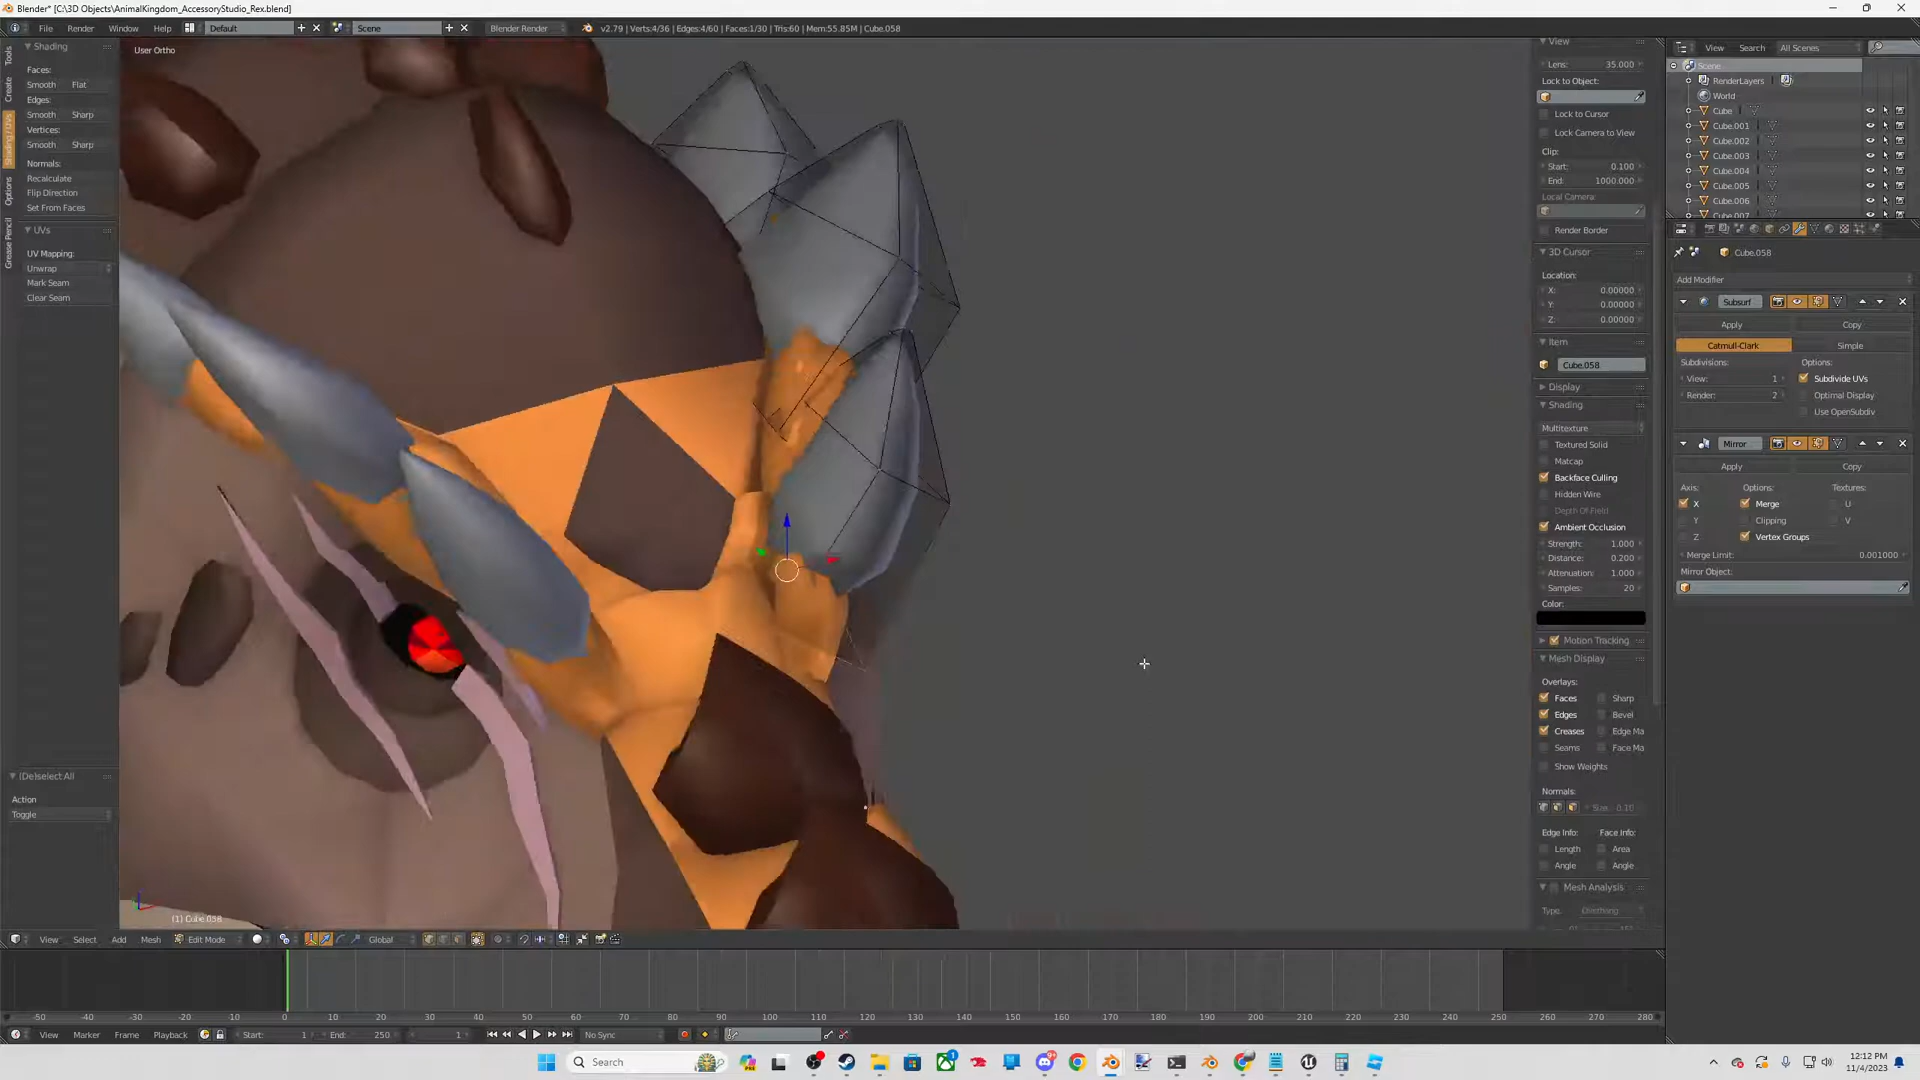 Blender* [C:\3D Objects\AnimalKingdom_AccessoryStudio_Rex.blend]
File Render Window Help Default Scene Blender Render v2.79 | Verts:4/36 | Edges:4/60 | Faces:1/30 | Tris:60 | Mem:55.85M | Cube.058
View Search All Scenes
Shading
Faces:
Smooth Flat
Edges:
Smooth Sharp
Vertices:
Smooth Sharp
Normals:
Recalculate
Flip Direction
Set From Faces
UVs
UV Mapping:
Unwrap
Mark Seam
Clear Seam
Tools
Create
Shading / UVs
Options
Grease Pencil
(De)select All
Action
Toggle
User Ortho
(1) Cube.058
View
Lens: 35.000
Lock to Object:
Lock to Cursor
Lock Camera to View
Clip:
Start: 0.100
End: 1000.000
Local Camera:
Render Border
3D Cursor
Location:
X: 0.00000
Y: 0.00000
Z: 0.00000
Item
Cube.058
Display
Shading
Multitexture
Textured Solid
Matcap
Backface Culling
Hidden Wire
Depth Of Field
Ambient Occlusion
Strength: 1.000
Distance: 0.200
Attenuation: 1.000
Samples: 20
Color:
Motion Tracking
Mesh Display
Overlays:
Faces Sharp
Edges Bevel
Creases Edge Ma
Seams Face Ma
Show Weights
Normals:
Size: 0.10
Edge Info: Face Info:
Length Area
Angle Angle
Mesh Analysis
Type:
Scene
RenderLayers
World
Cube
Cube.001
Cube.002
Cube.003
Cube.004
Cube.005
Cube.006
Cube.007
Cube.058
Add Modifier
Subsurf
Apply Copy
Catmull-Clark Simple
Subdivisions: Options:
View: 1 Subdivide UVs
Render: 2 Optimal Display
Use OpenSubdiv
Mirror
Apply Copy
Axis: Options: Textures:
X Merge U
Y Clipping V
Z Vertex Groups
Merge Limit: 0.001000
Mirror Object:
View Select Add Mesh Edit Mode Global
-50 -40 -30 -20 -10 0 10 20 30 40 50 60 70 80 90 100 110 120 130 140 150 160 170 180 190 200 210 220 230 240 250 260 270 280
View Marker Frame Playback Start: 1 End: 250 1 No Sync
Search
12:12 PM
11/4/2023